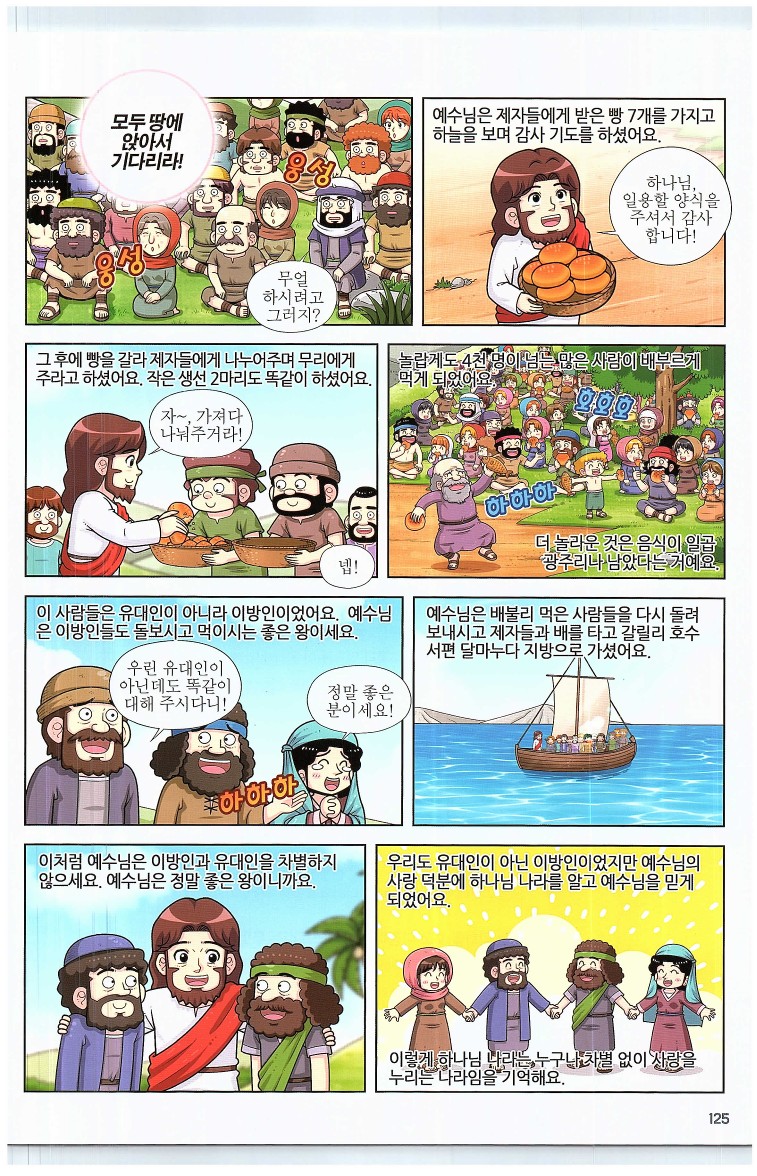 모두 땅에
앉아서
기다리라!
웅성
웅성
무얼
하시려고
그러지?
예수님은 제자들에게 받은 빵 7개를 가지고
하늘을 보며 감사 기도를 하셨어요.
하나님,
일용할 양식을
주셔서 감사
합니다!
그 후에 빵을 갈라 제자들에게 나누어주며 무리에게
주라고 하셨어요. 작은 생선 2마리도 똑같이 하셨어요.
자~, 가져다
나눠주거라!
넵!
놀랍게도 4천 명이 넘는 많은 사람이 배부르게
먹게 되었어요.
호호호
하하하
더 놀라운 것은 음식이 일곱
광주리나 남았다는 거예요.
이 사람들은 유대인이 아니라 이방인이었어요. 예수님
은 이방인들도 돌보시고 먹이시는 좋은 왕이세요.
우린 유대인이
아닌데도 똑같이
대해 주시다니!
정말 좋은
분이세요!
하하하
예수님은 배불리 먹은 사람들을 다시 돌려
보내시고 제자들과 배를 타고 갈릴리 호수
서편 달마누다 지방으로 가셨어요.
이처럼 예수님은 이방인과 유대인을 차별하지
않으세요. 예수님은 정말 좋은 왕이니까요.
우리도 유대인이 아닌 이방인이었지만 예수님의
사랑 덕분에 하나님 나라를 알고 예수님을 믿게
되었어요.
이렇게 하나님 나라는 누구나 차별 없이 사랑을
누리는 나라임을 기억해요.
125